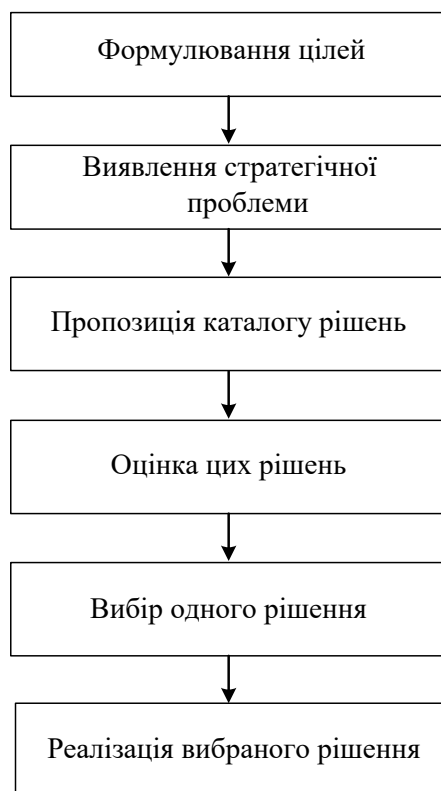 Формулювання цілей
Виявлення стратегічної
проблеми
Пропозиція каталогу рішень
Оцінка цих рішень
Вибір одного рішення
Реалізація вибраного рішення